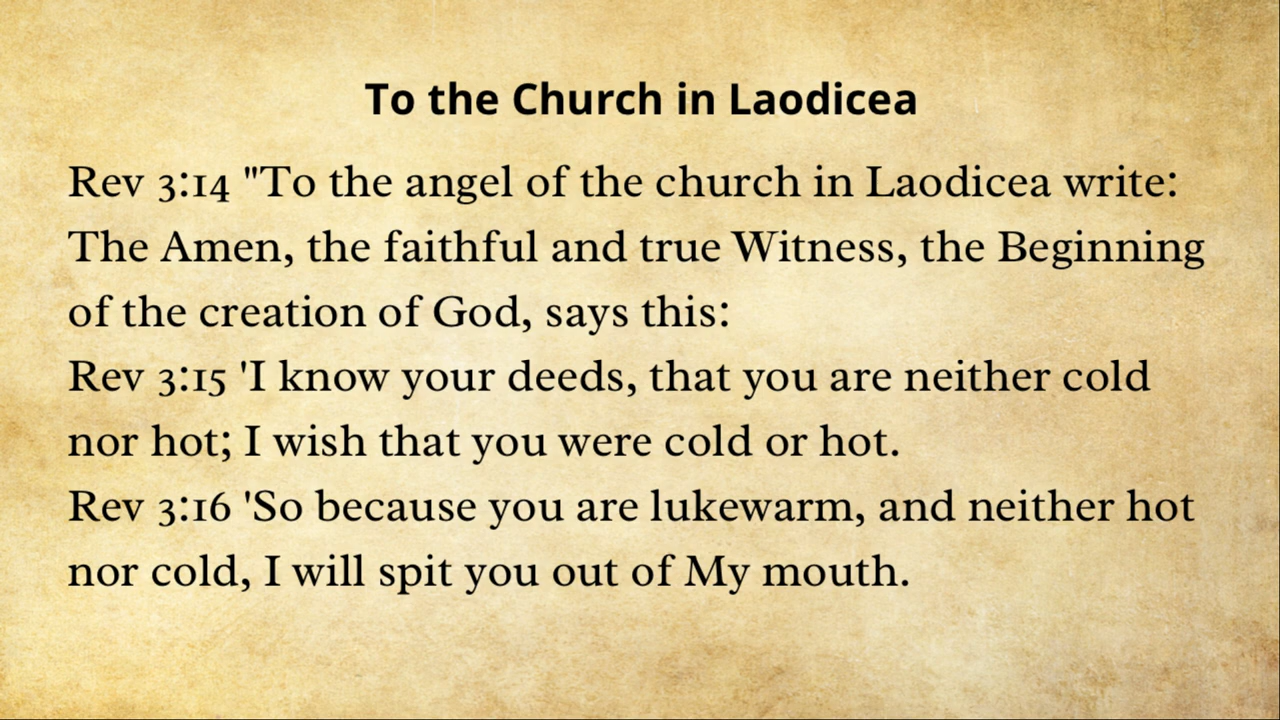 To the Church in Laodicea
Rev 3:14 "To the angel of the church in Laodicea write:
The Amen, the faithful and true Witness, the Beginning
of the creation of God, says this:
Rev 3:15 'I know your deeds, that you are neither cold
nor hot; I wish that you were cold or hot.
Rev 3:16 'So because you are lukewarm, and neither hot
nor cold, I will spit you out of My mouth.